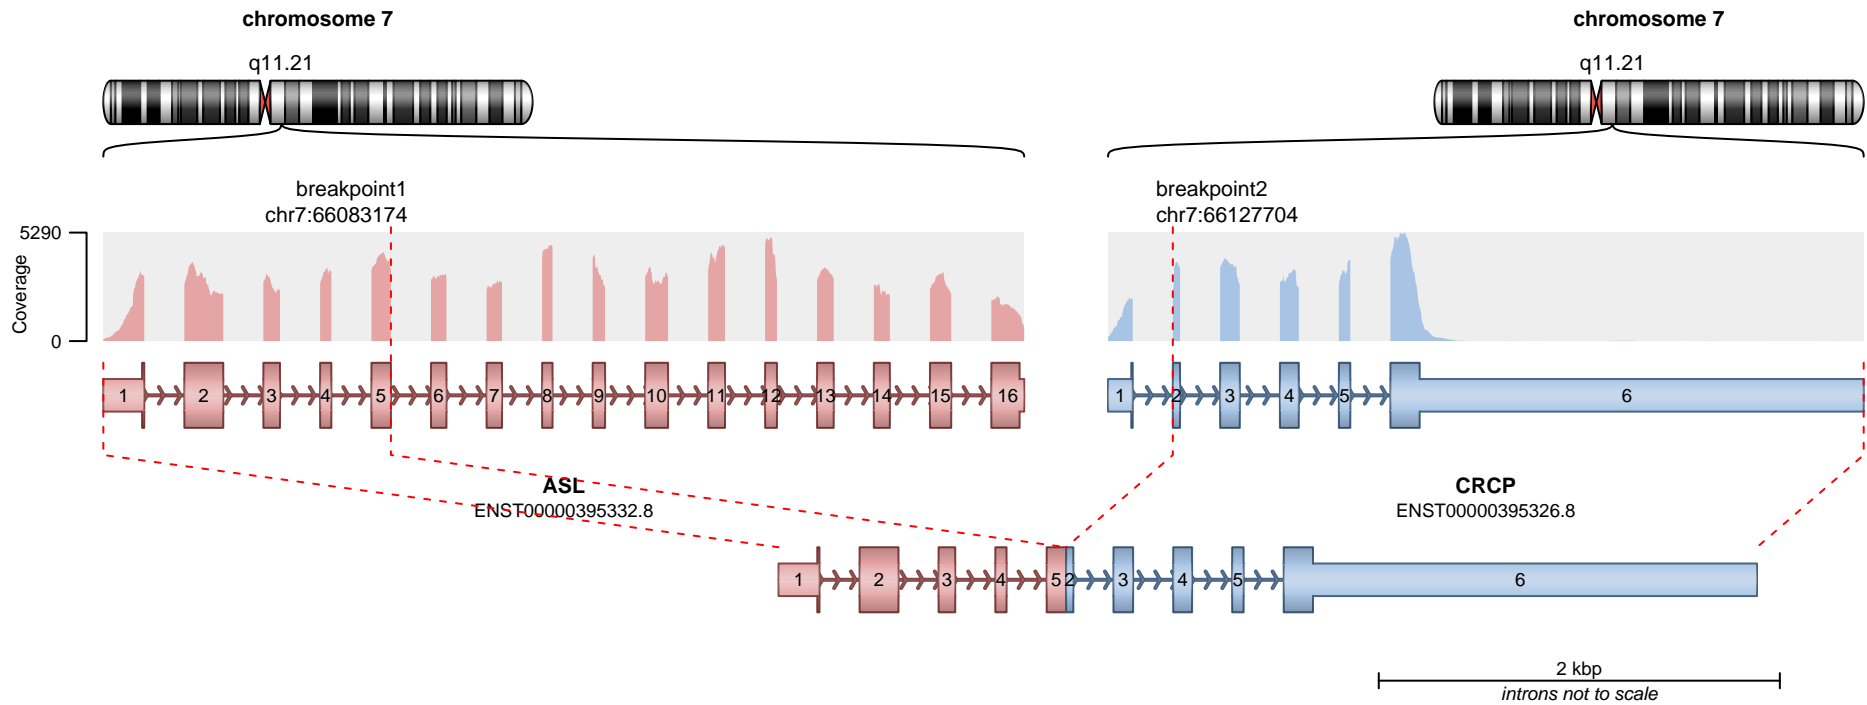 chromosome 7
chromosome 7
q11.21
q11.21
breakpoint1
chr7:66083174
breakpoint2
chr7:66127704
5290
Coverage
0
1 2 3 4 5 6 7 8 9 10 11 12 13 14 15 16
1 2 3 4 5 6
ASL
ENST00000395332.8
CRCP
ENST00000395326.8
1 2 3 4 5 2 3 4 5 6
2 kbp
introns not to scale